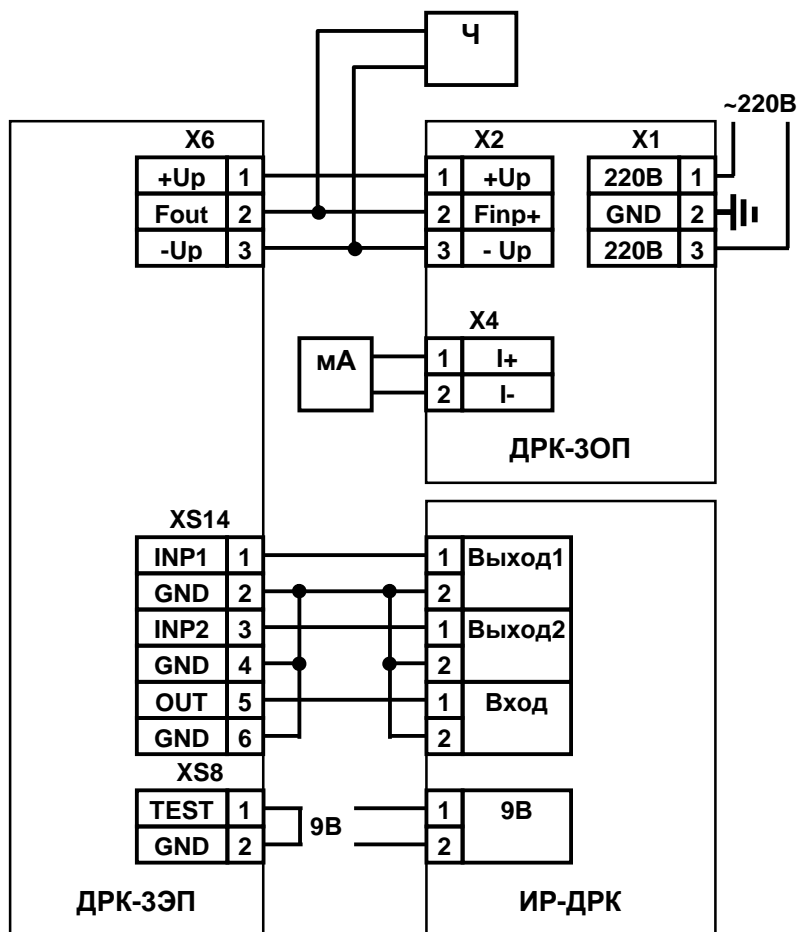 Ч
~220В
X6
X2
X1
+Up 1
1 +Up
220В 1
Fout 2
2 Finp+
GND 2
-Up 3
3 - Up
220В 3
X4
мА
1 I+
2 I-
ДРК-3ОП
XS14
INP1 1
1 Выход1
GND 2
2
INP2 3
1 Выход2
GND 4
2
OUT 5
1 Вход
GND 6
2
XS8
TEST 1
9В
1 9В
GND 2
2
ДРК-3ЭП
ИР-ДРК